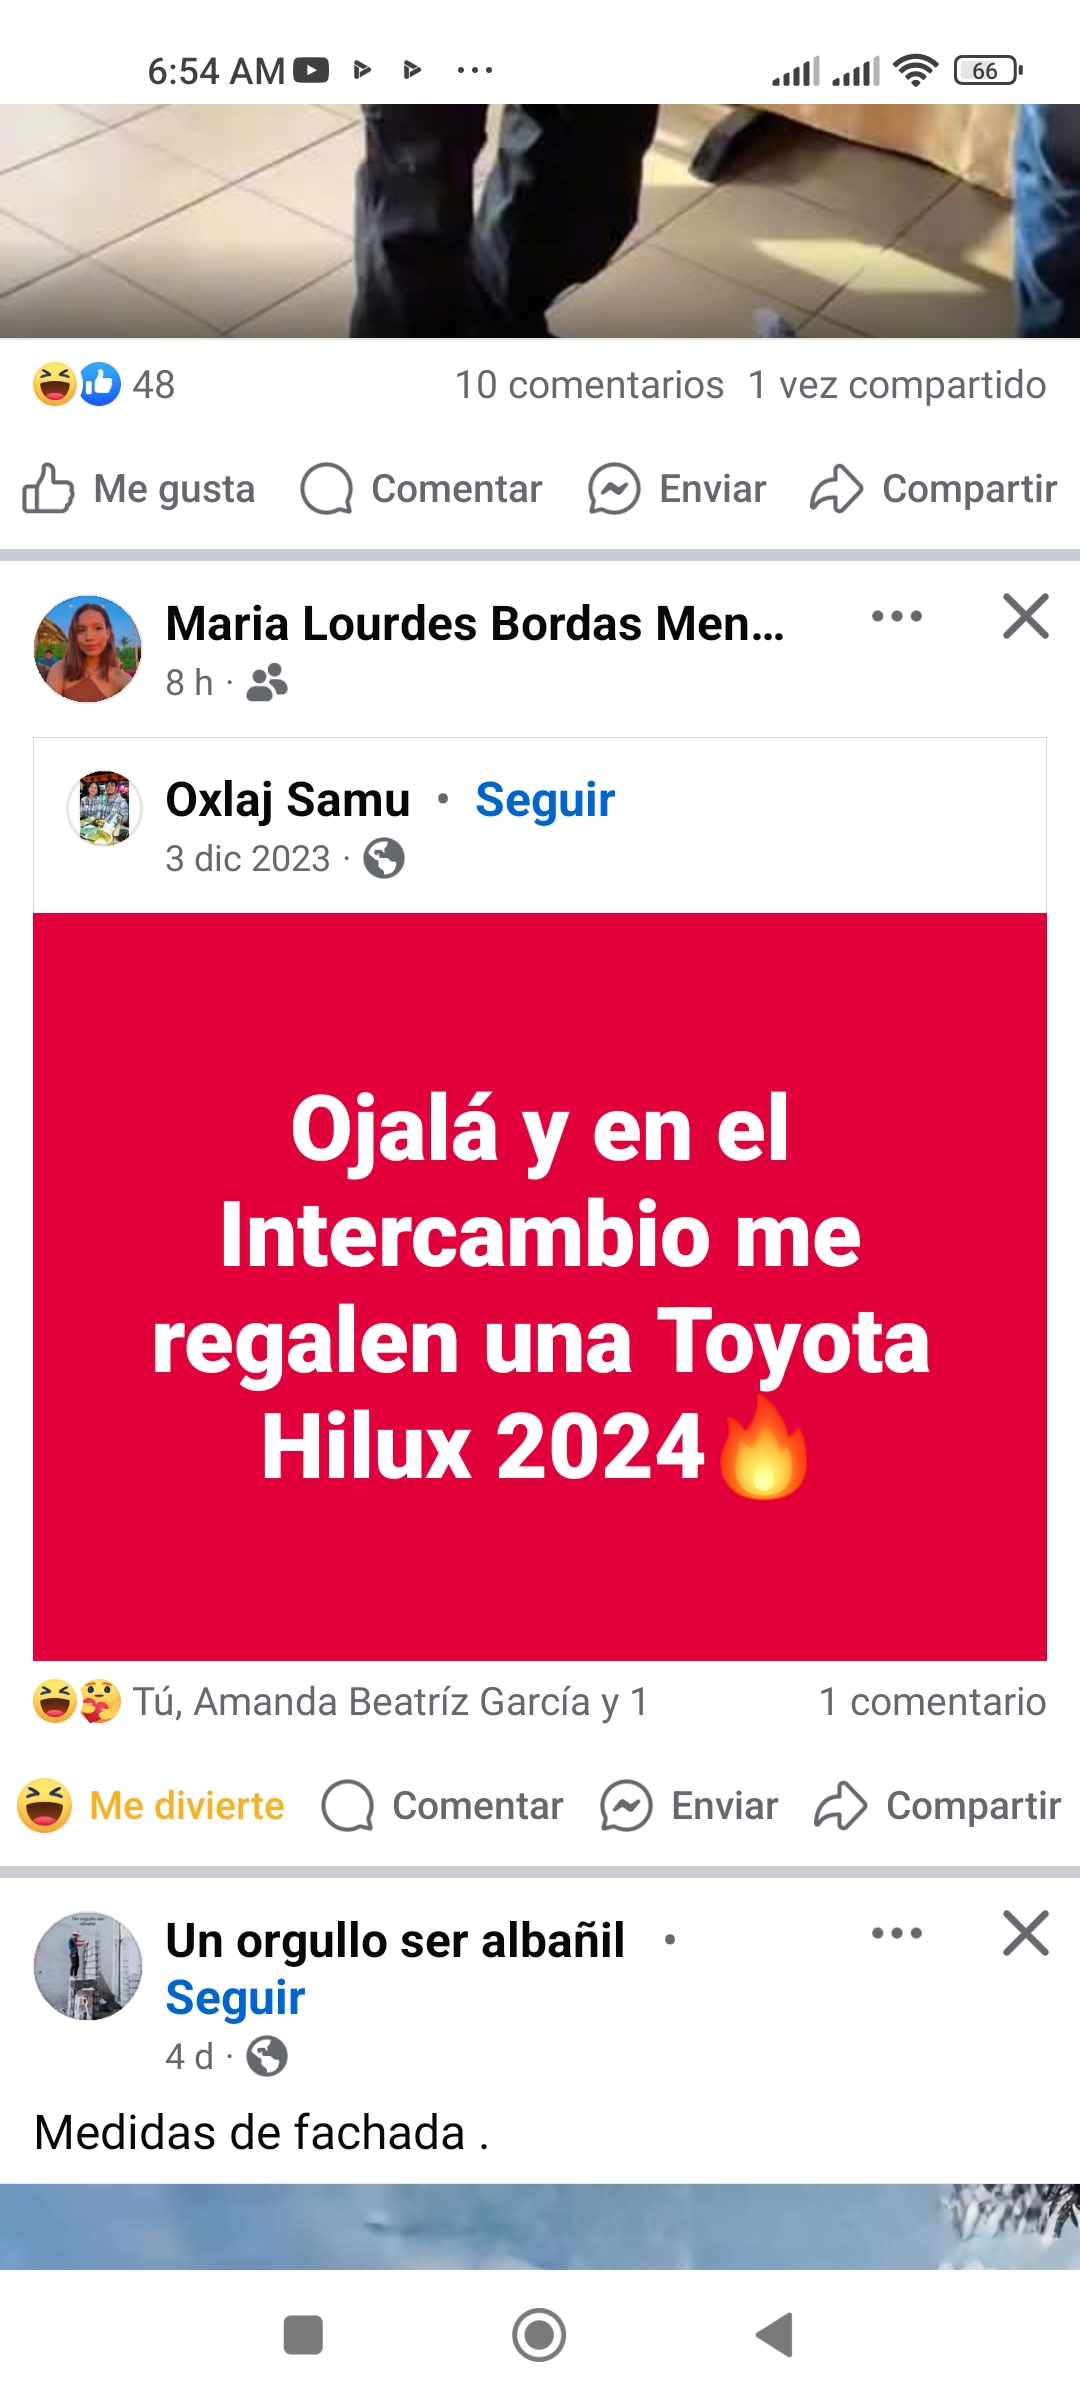 6:54 AM
66
48
10 comentarios 1 vez compartido
Me gusta Comentar Enviar Compartir
Maria Lourdes Bordas Men...
8 h ·
Oxlaj Samu · Seguir
3 dic 2023 ·
Ojalá y en el
Intercambio me
regalen una Toyota
Hilux 2024🔥
Tú, Amanda Beatríz García y 1
1 comentario
Me divierte Comentar Enviar Compartir
Un orgullo ser albañil ·
Seguir
4 d ·
Medidas de fachada .